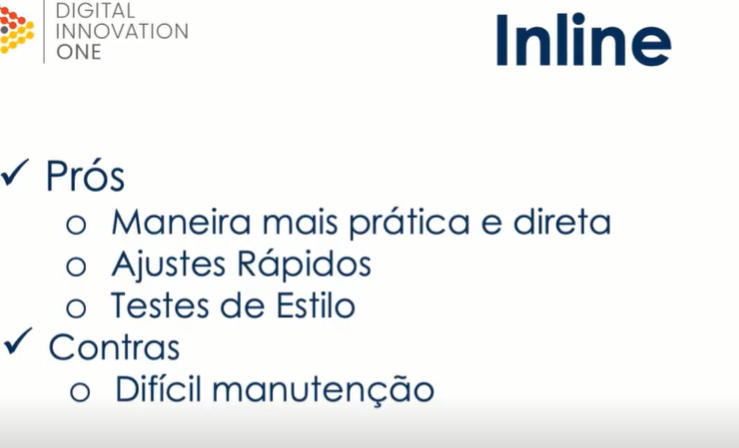 DIGITAL
INNOVATION
ONE
Inline
✓ Prós
o Maneira mais prática e direta
o Ajustes Rápidos
o Testes de Estilo
✓ Contras
o Difícil manutenção